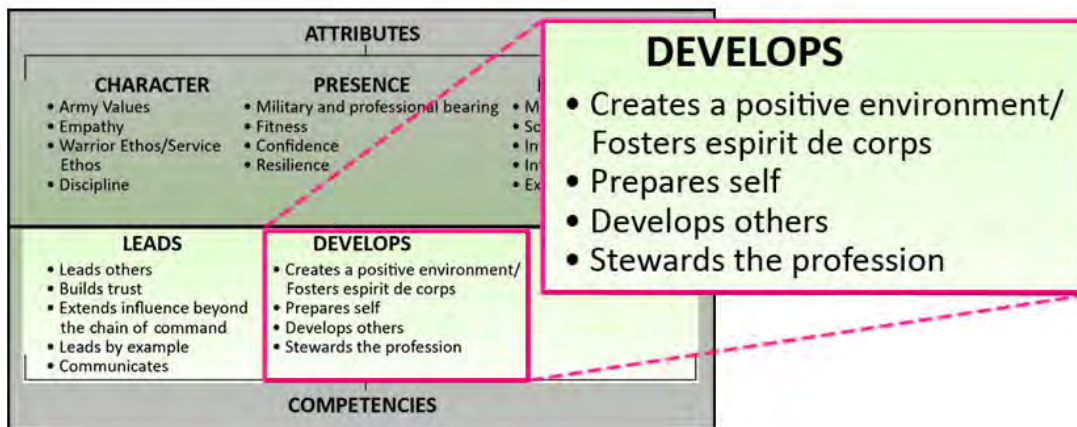 ATTRIBUTES
CHARACTER
• Army Values
• Empathy
• Warrior Ethos/Service
Ethos
• Discipline
PRESENCE
• Military and professional bearing
• Fitness
• Confidence
• Resilience
LEADS
• Leads others
• Builds trust
• Extends influence beyond
the chain of command
• Leads by example
• Communicates
DEVELOPS
• Creates a positive environment/
Fosters espirit de corps
• Prepares self
• Develops others
• Stewards the profession
COMPETENCIES
DEVELOPS
• Creates a positive environment/
Fosters espirit de corps
• Prepares self
• Develops others
• Stewards the profession